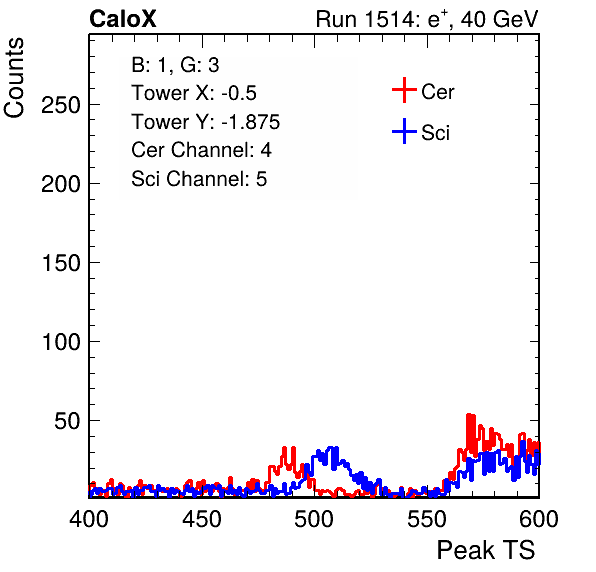 CaloX
Run 1514: e+, 40 GeV
Counts
B: 1, G: 3
Tower X: -0.5
Tower Y: -1.875
Cer Channel: 4
Sci Channel: 5
Cer
Sci
250
200
150
100
50
400
450
500
550
600
Peak TS